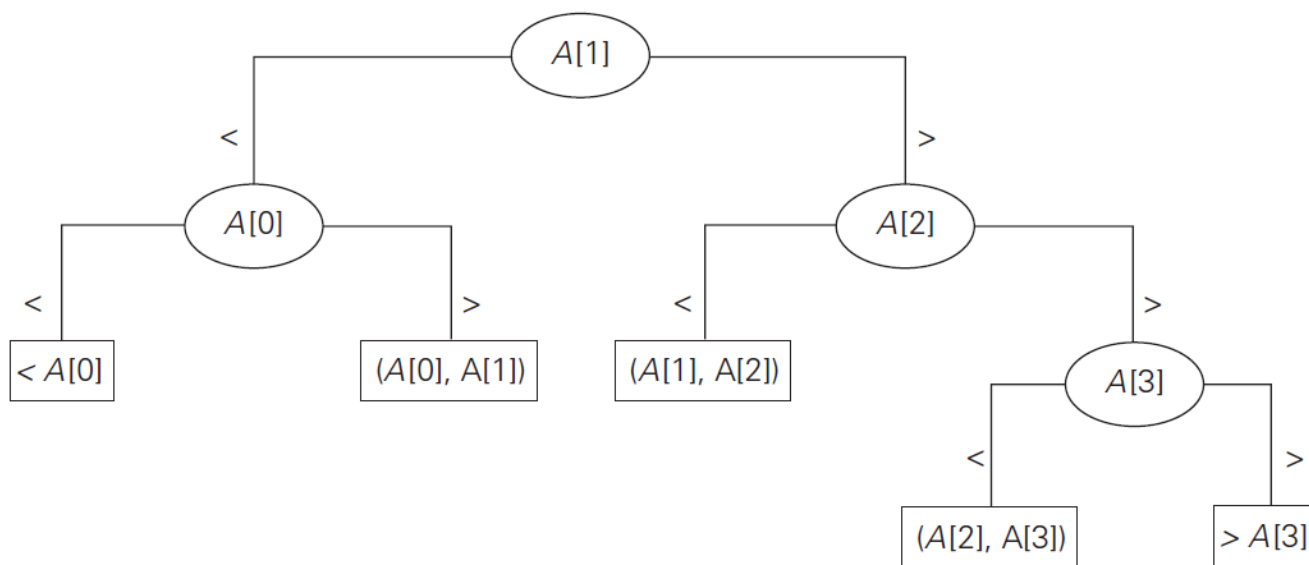 A[1]
< >
A[0] A[2]
< > < >
< A[0] (A[0], A[1]) (A[1], A[2]) A[3]
< >
(A[2], A[3]) > A[3]